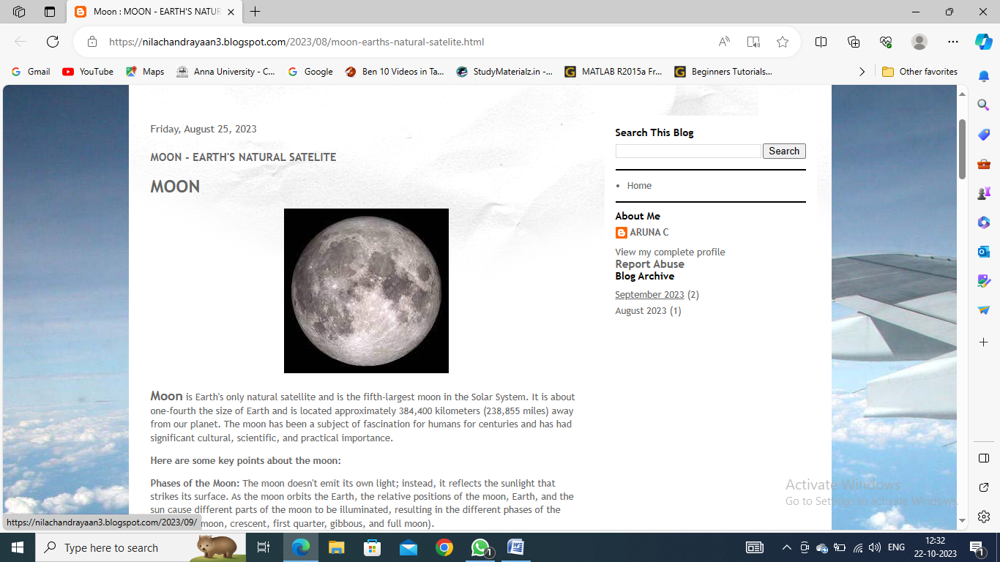 Moon : MOON - EARTH'S NATUR
https://nilachandrayaan3.blogspot.com/2023/08/moon-earths-natural-satelite.html
Gmail YouTube Maps Anna University - C... Google Ben 10 Videos in Ta... StudyMaterialz.in -... MATLAB R2015a Fr... Beginners Tutorials... Other favorites
Friday, August 25, 2023
MOON - EARTH'S NATURAL SATELITE
MOON
Moon is Earth's only natural satellite and is the fifth-largest moon in the Solar System. It is about
one-fourth the size of Earth and is located approximately 384,400 kilometers (238,855 miles) away
from our planet. The moon has been a subject of fascination for humans for centuries and has had
significant cultural, scientific, and practical importance.
Here are some key points about the moon:
Phases of the Moon: The moon doesn't emit its own light; instead, it reflects the sunlight that
strikes its surface. As the moon orbits the Earth, the relative positions of the moon, Earth, and the
sun cause different parts of the moon to be illuminated, resulting in the different phases of the
moon, crescent, first quarter, gibbous, and full moon).
Search This Blog
Search
Home
About Me
ARUNA C
View my complete profile
Report Abuse
Blog Archive
September 2023 (2)
August 2023 (1)
Activate Windows
Go to Settings to activate Windows.
https://nilachandrayaan3.blogspot.com/2023/09/
Type here to search
1
ENG
12:32
22-10-2023
1